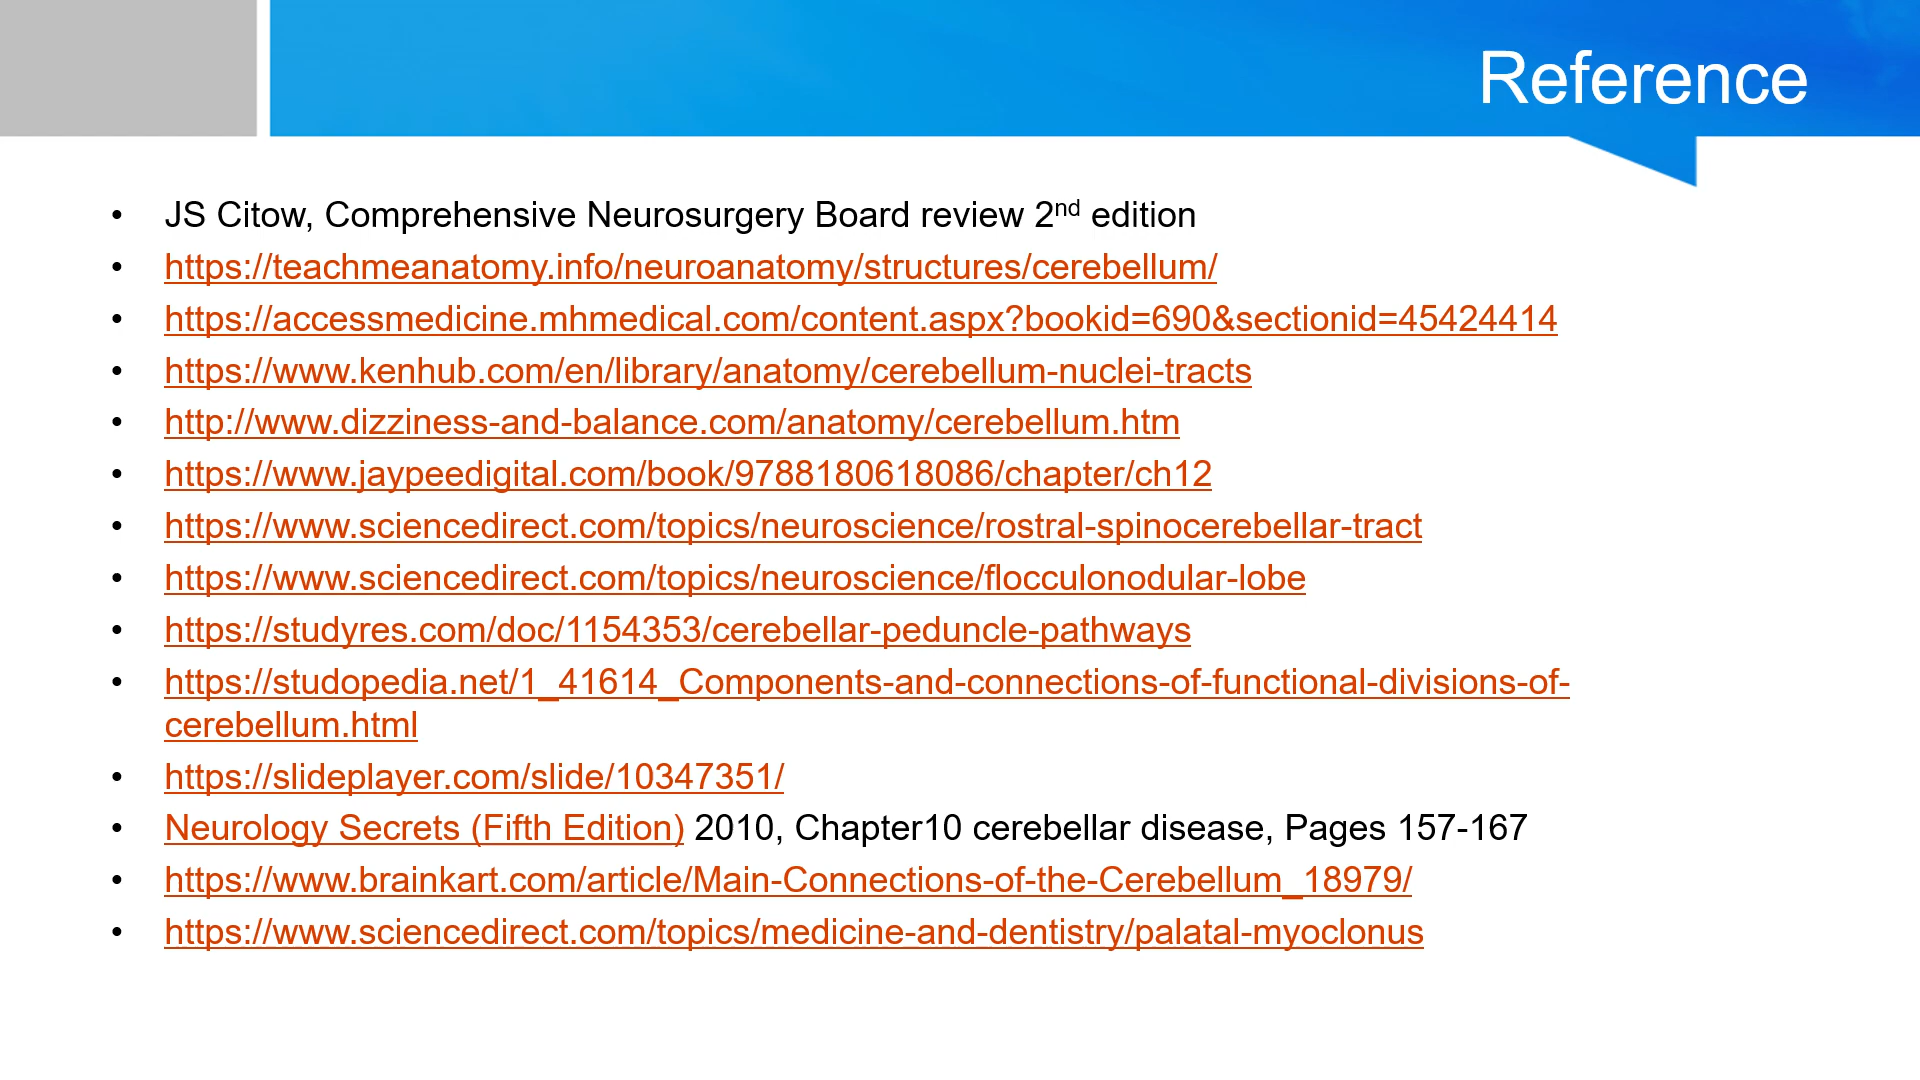 Reference
• JS Citow, Comprehensive Neurosurgery Board review 2nd edition
• https://teachmeanatomy.info/neuroanatomy/structures/cerebellum/
• https://accessmedicine.mhmedical.com/content.aspx?bookid=690&sectionid=45424414
• https://www.kenhub.com/en/library/anatomy/cerebellum-nuclei-tracts
• http://www.dizziness-and-balance.com/anatomy/cerebellum.htm
• https://www.jaypeedigital.com/book/9788180618086/chapter/ch12
• https://www.sciencedirect.com/topics/neuroscience/rostral-spinocerebellar-tract
• https://www.sciencedirect.com/topics/neuroscience/flocculonodular-lobe
• https://studyres.com/doc/1154353/cerebellar-peduncle-pathways
• https://studopedia.net/1_41614_Components-and-connections-of-functional-divisions-of-
cerebellum.html
• https://slideplayer.com/slide/10347351/
• Neurology Secrets (Fifth Edition) 2010, Chapter10 cerebellar disease, Pages 157-167
• https://www.brainkart.com/article/Main-Connections-of-the-Cerebellum_18979/
• https://www.sciencedirect.com/topics/medicine-and-dentistry/palatal-myoclonus